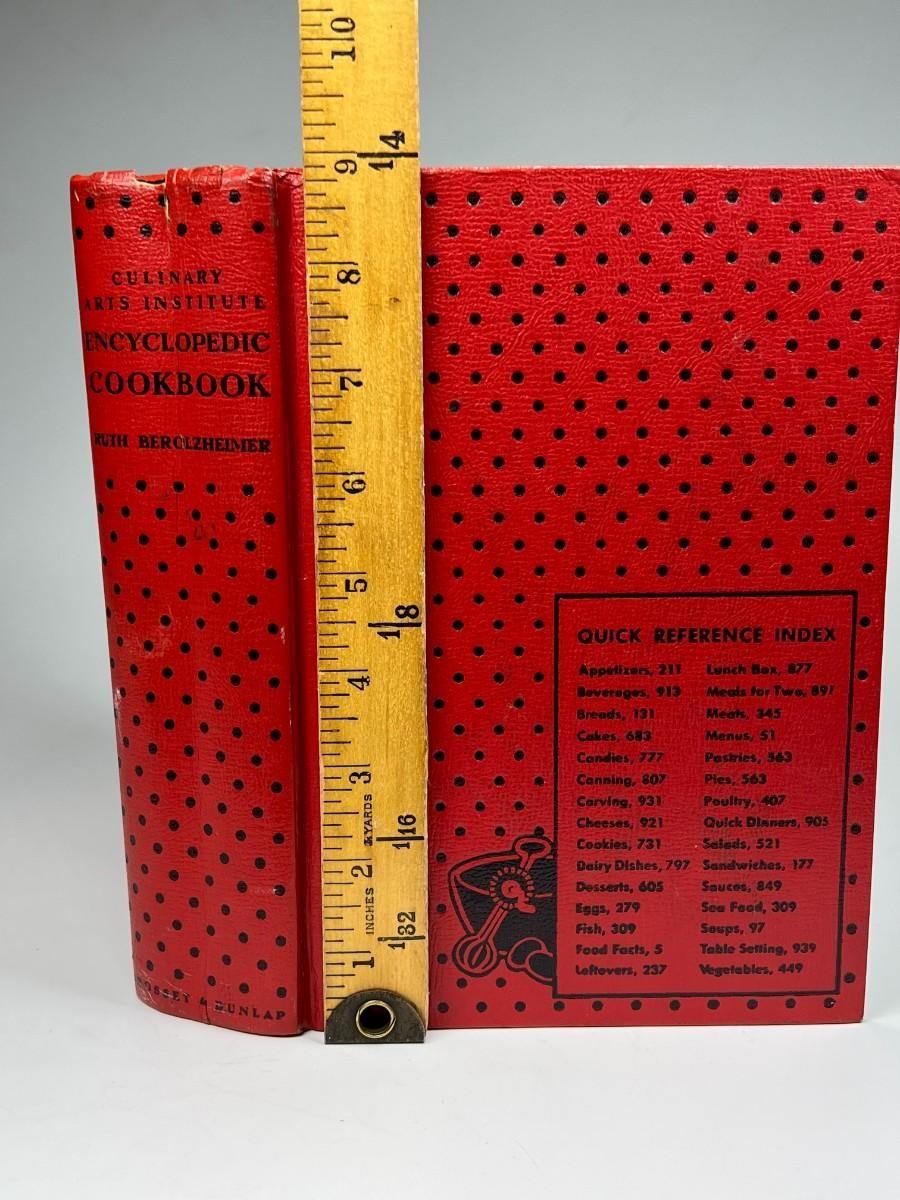 CULINARY
ARTS INSTITUTE
ENCYCLOPEDIC
COOKBOOK
RUTH BEROLZHEIMER
GROSSET & DUNLAP
10
9
8
7
6
5
4
3
2
1
INCHES
YARDS
1/4
1/8
1/16
1/32
QUICK REFERENCE INDEX
Appetizers, 211
Beverages, 913
Breads, 131
Cakes, 683
Candies, 777
Canning, 807
Carving, 931
Cheeses, 921
Cookies, 731
Dairy Dishes, 797
Desserts, 605
Eggs, 279
Fish, 309
Food Facts, 5
Leftovers, 237
Lunch Box, 877
Meals for Two, 891
Meats, 345
Menus, 51
Pastries, 563
Pies, 563
Poultry, 407
Quick Dinners, 905
Salads, 521
Sandwiches, 177
Sauces, 849
Sea Food, 309
Soups, 97
Table Setting, 939
Vegetables, 449